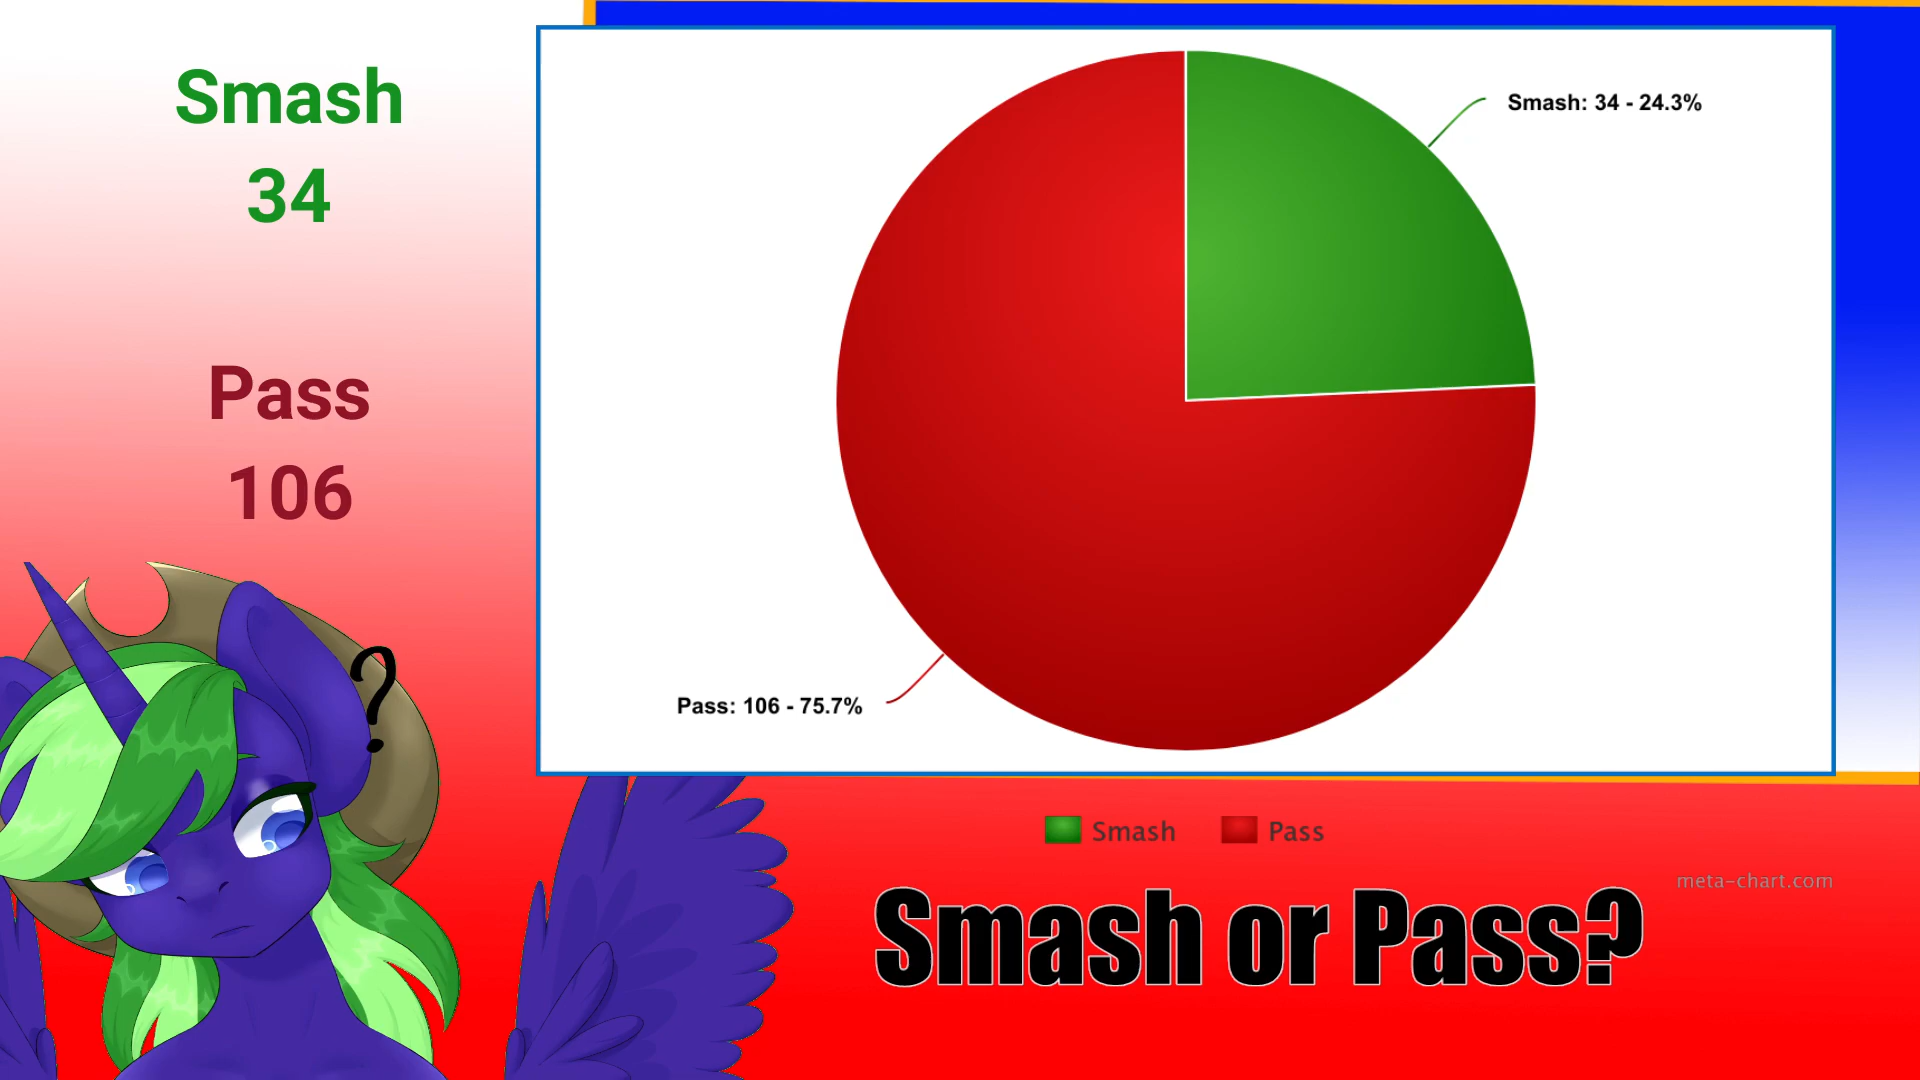 Smash
34
Pass
106
Smash: 34 - 24.3%
Pass: 106 - 75.7%
?
Smash Pass
meta-chart.com
Smash or Pass?